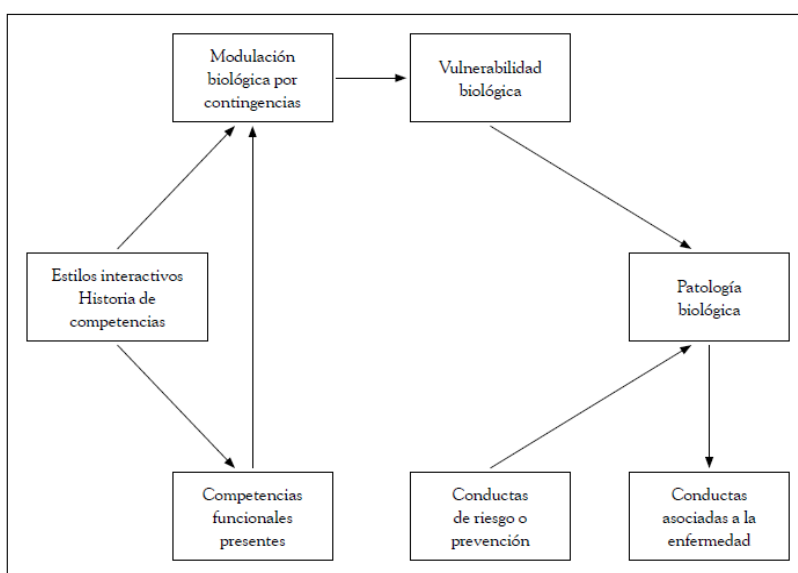 Modulación
biológica por
contingencias
Vulnerabilidad
biológica
Estilos interactivos
Historia de
competencias
Patología
biológica
Competencias
funcionales
presentes
Conductas
de riesgo o
prevención
Conductas
asociadas a la
enfermedad